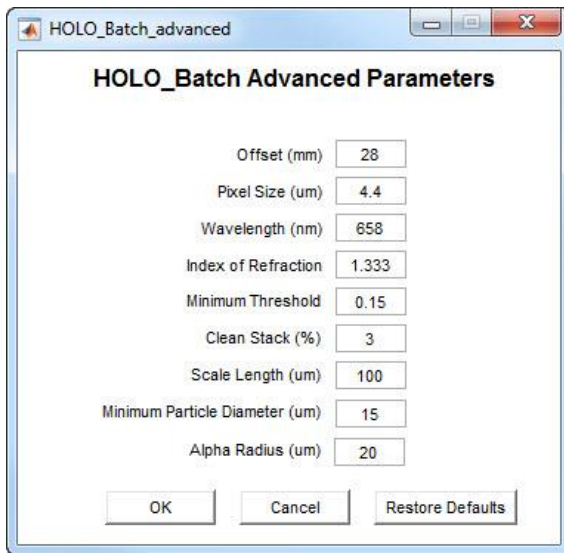 HOLO_Batch_advanced
HOLO_Batch Advanced Parameters
Offset (mm) 28
Pixel Size (um) 4.4
Wavelength (nm) 658
Index of Refraction 1.333
Minimum Threshold 0.15
Clean Stack (%) 3
Scale Length (um) 100
Minimum Particle Diameter (um) 15
Alpha Radius (um) 20
OK Cancel Restore Defaults